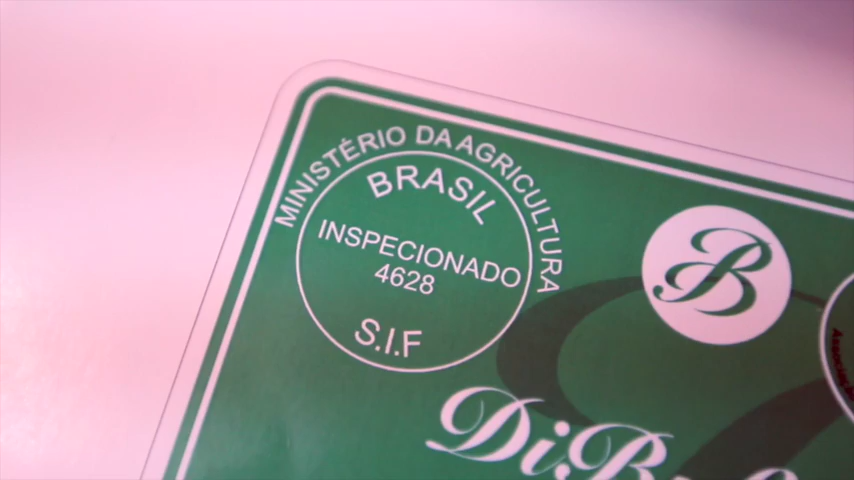 MINISTÉRIO DA AGRICULTURA
BRASIL
INSPECIONADO
4628
S.I.F
B